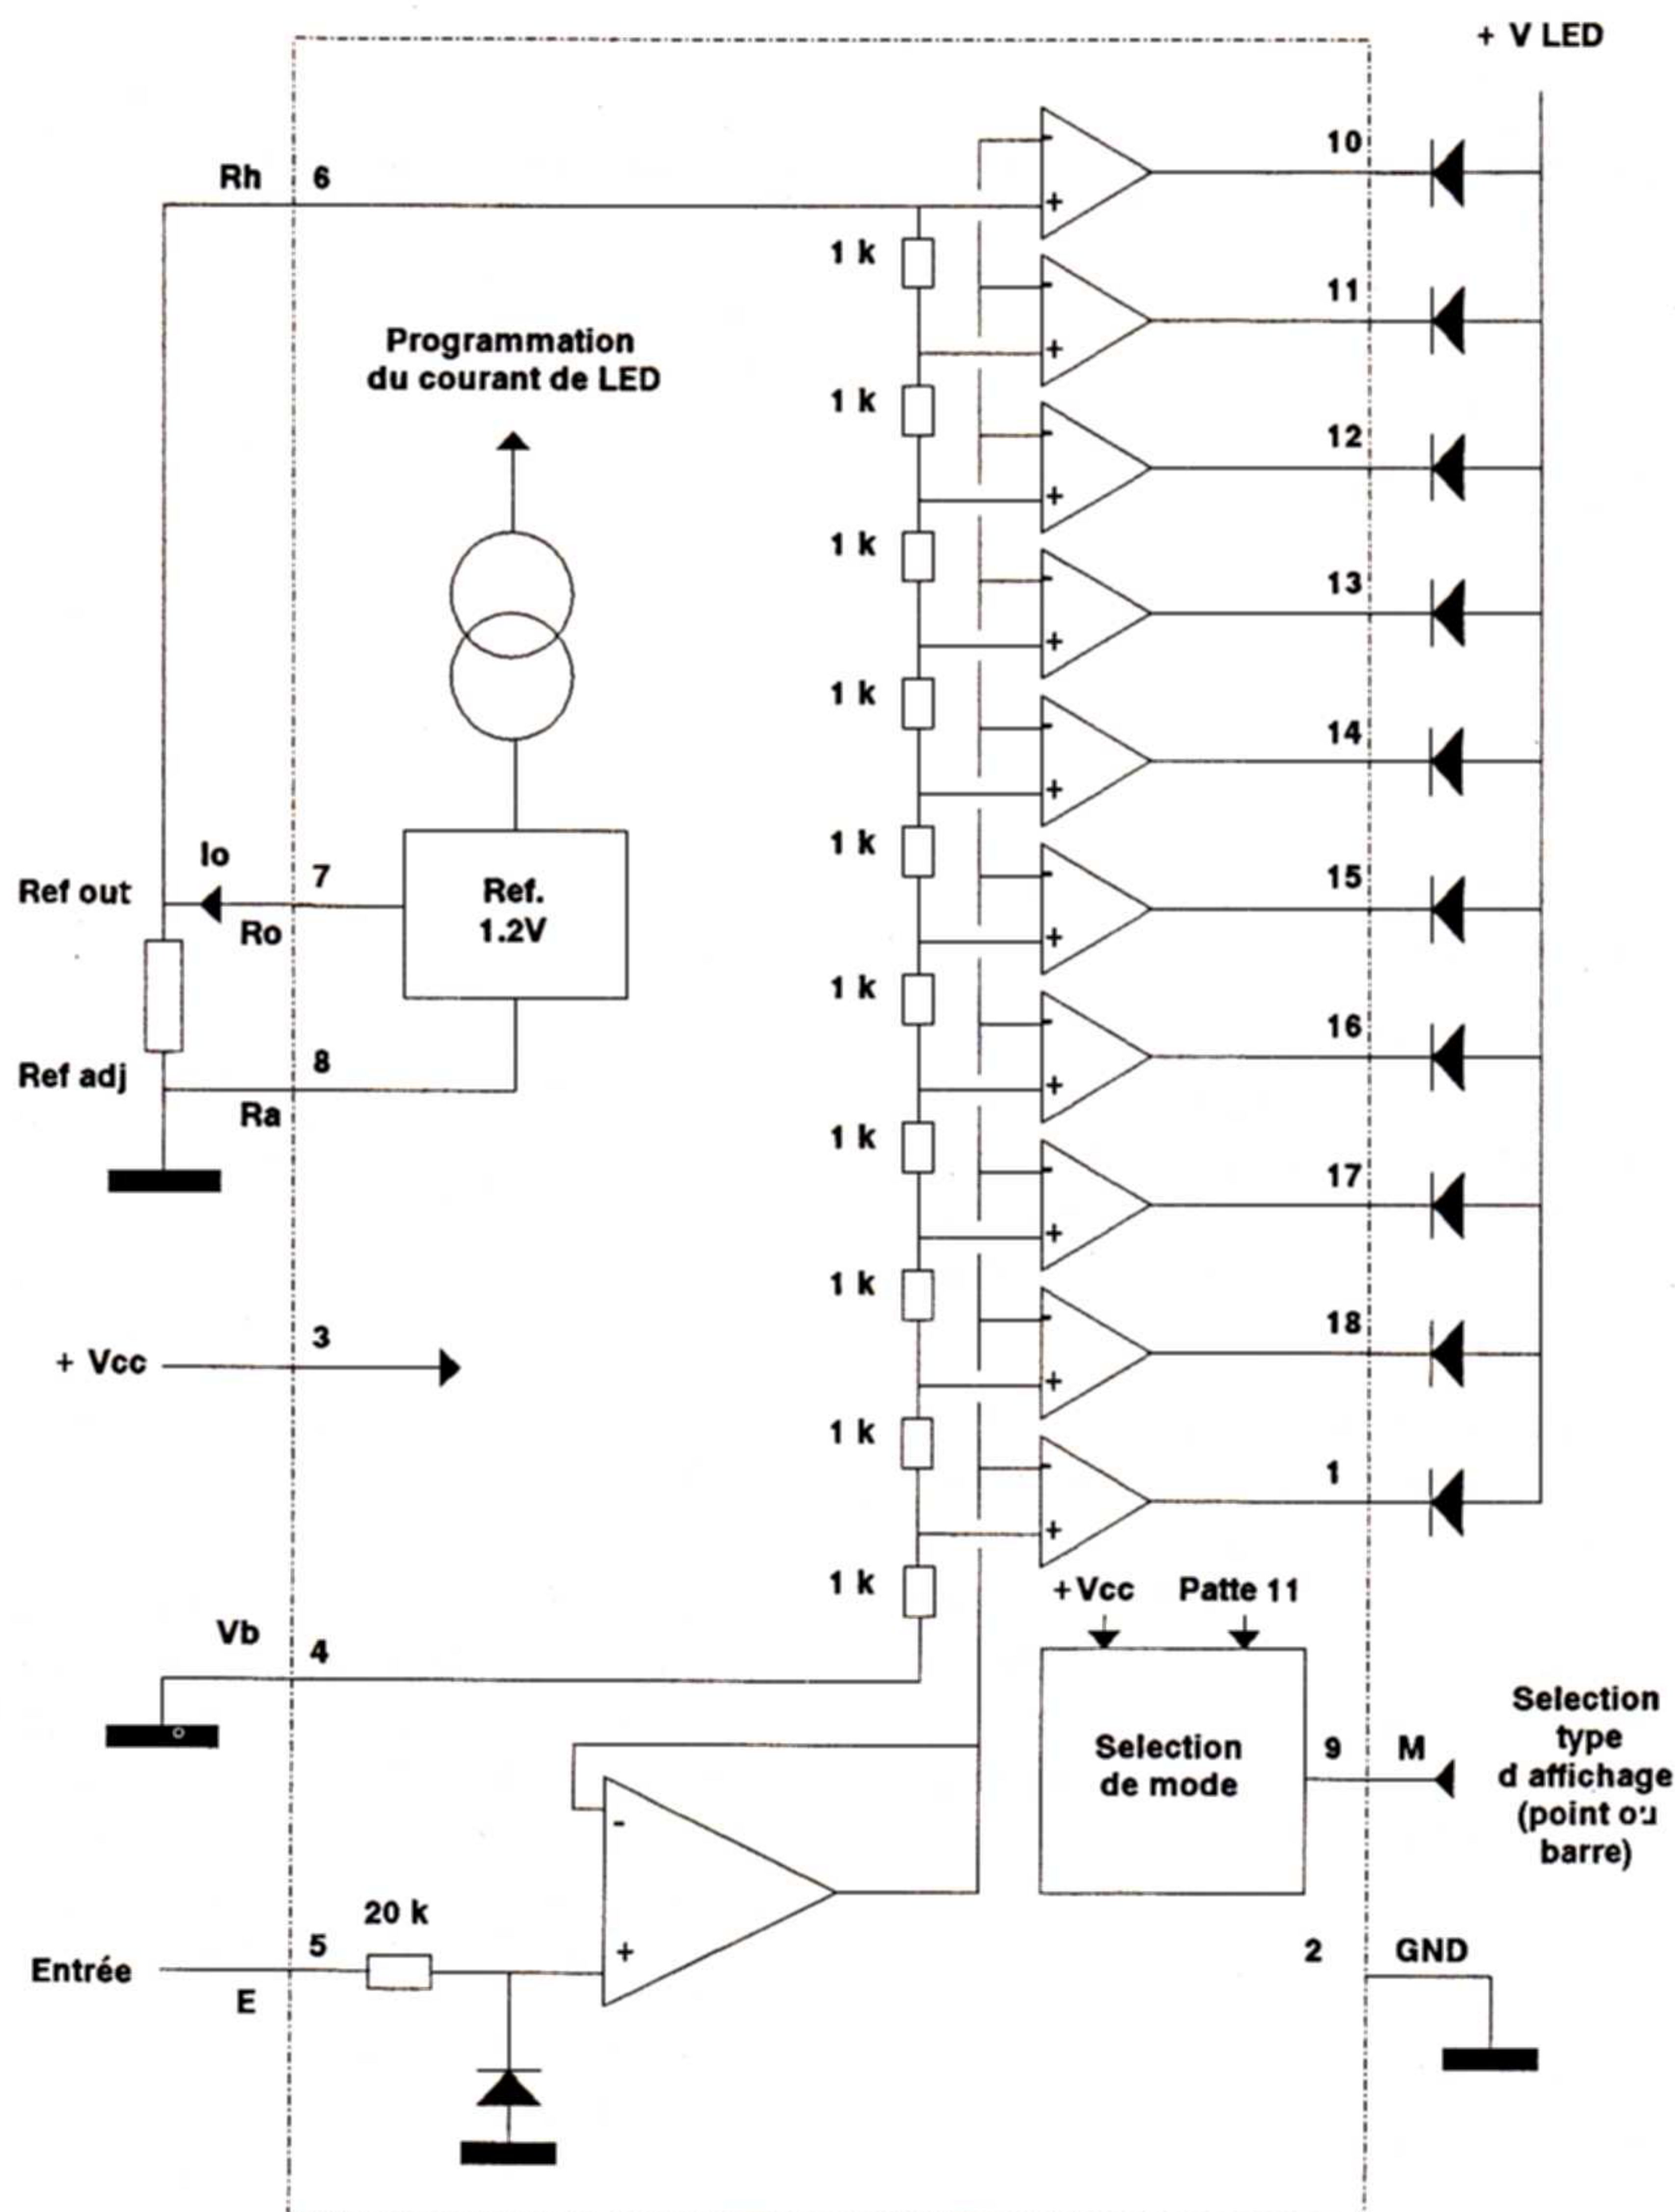 + V LED
10
Rh 6
-
+
1 k
11
-
+
Programmation
du courant de LED
1 k
12
-
+
1 k
13
-
+
1 k
14
-
+
1 k
15
-
+
Io
7
Ref out
Ro
Ref.
1.2V
1 k
16
-
+
Ref adj
8
Ra
1 k
17
-
+
1 k
18
-
+
+ Vcc
3
1 k
1
-
+
1 k
+Vcc Patte 11
Vb
4
Selection
de mode
9 M
Selection
type
d affichage
(point ou
barre)
-
+
20 k
Entrée
5
E
2 GND